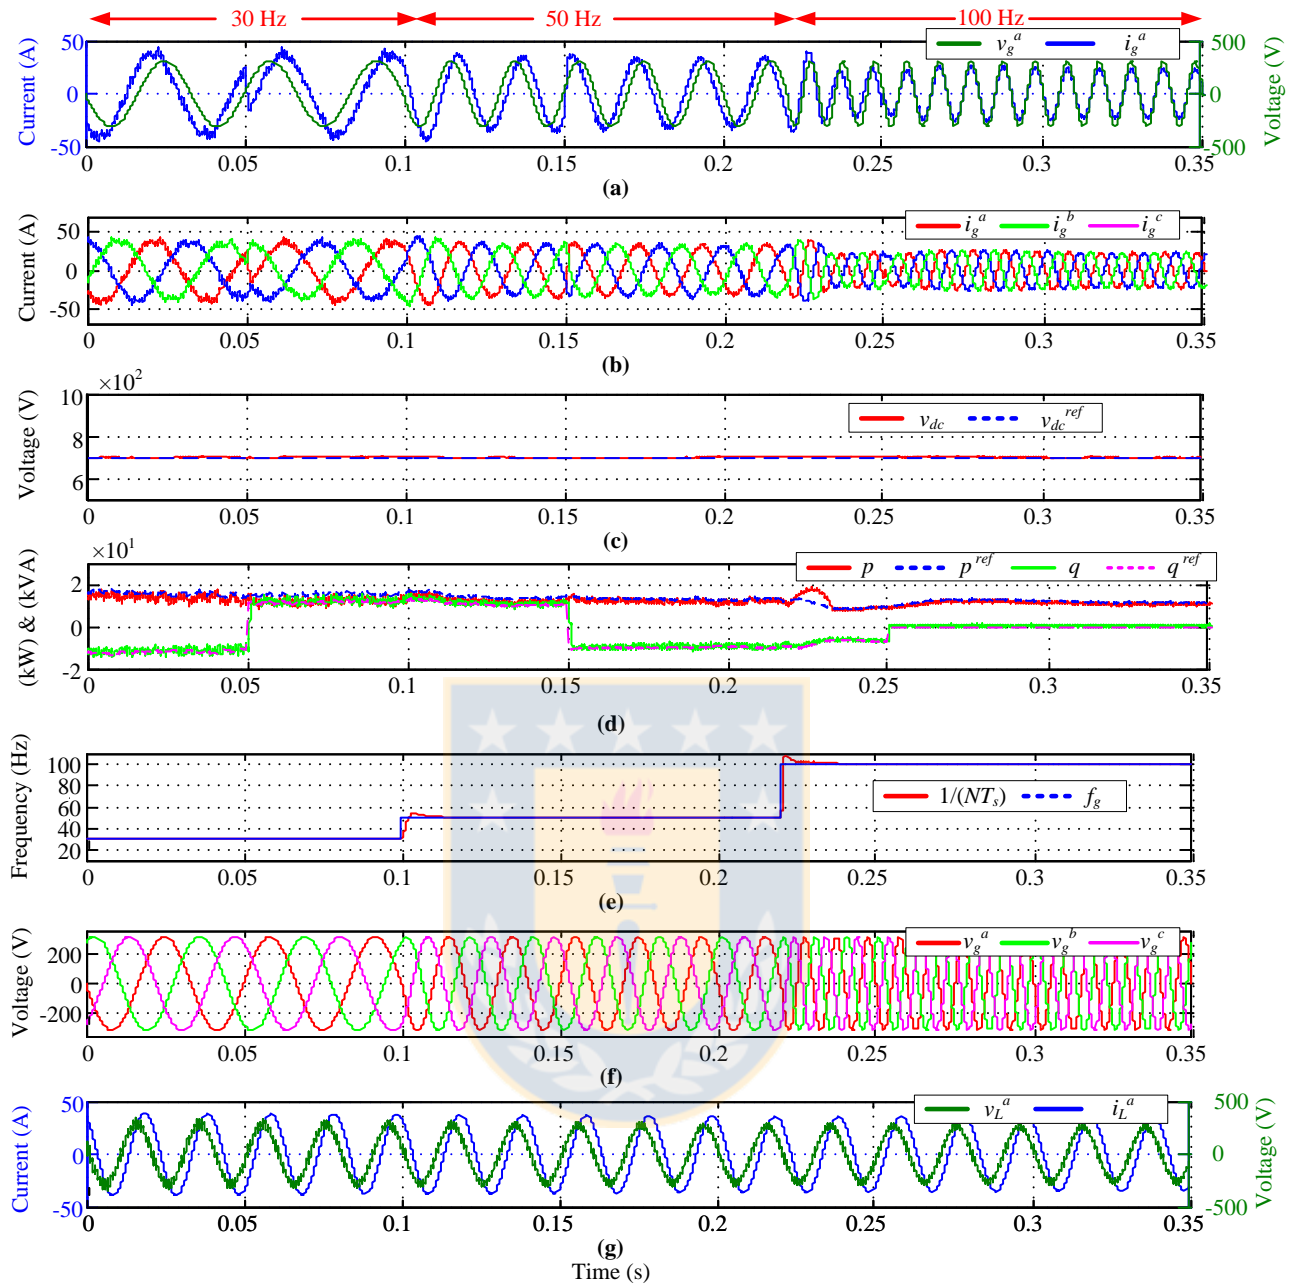 30 Hz 50 Hz 100 Hz
Current (A)
50
0
-50
v_g^a i_g^a
500
0
-500
Voltage (V)
0 0.05 0.1 0.15 0.2 0.25 0.3 0.35
(a)
Current (A)
50
0
-50
i_g^a i_g^b i_g^c
0 0.05 0.1 0.15 0.2 0.25 0.3 0.35
(b)
×10^2
Voltage (V)
10
8
6
v_dc v_dc^ref
0 0.05 0.1 0.15 0.2 0.25 0.3 0.35
(c)
×10^1
(kW) & (kVA)
2
0
-2
p p^ref q q^ref
0 0.05 0.1 0.15 0.2 0.25 0.3 0.35
(d)
Frequency (Hz)
100
80
60
40
20
1/(NT_s) f_g
0 0.05 0.1 0.15 0.2 0.25 0.3 0.35
(e)
Voltage (V)
200
0
-200
v_g^a v_g^b v_g^c
0 0.05 0.1 0.15 0.2 0.25 0.3 0.35
(f)
Current (A)
50
0
-50
v_L^a i_L^a
500
0
-500
Voltage (V)
0 0.05 0.1 0.15 0.2 0.25 0.3 0.35
(g)
Time (s)